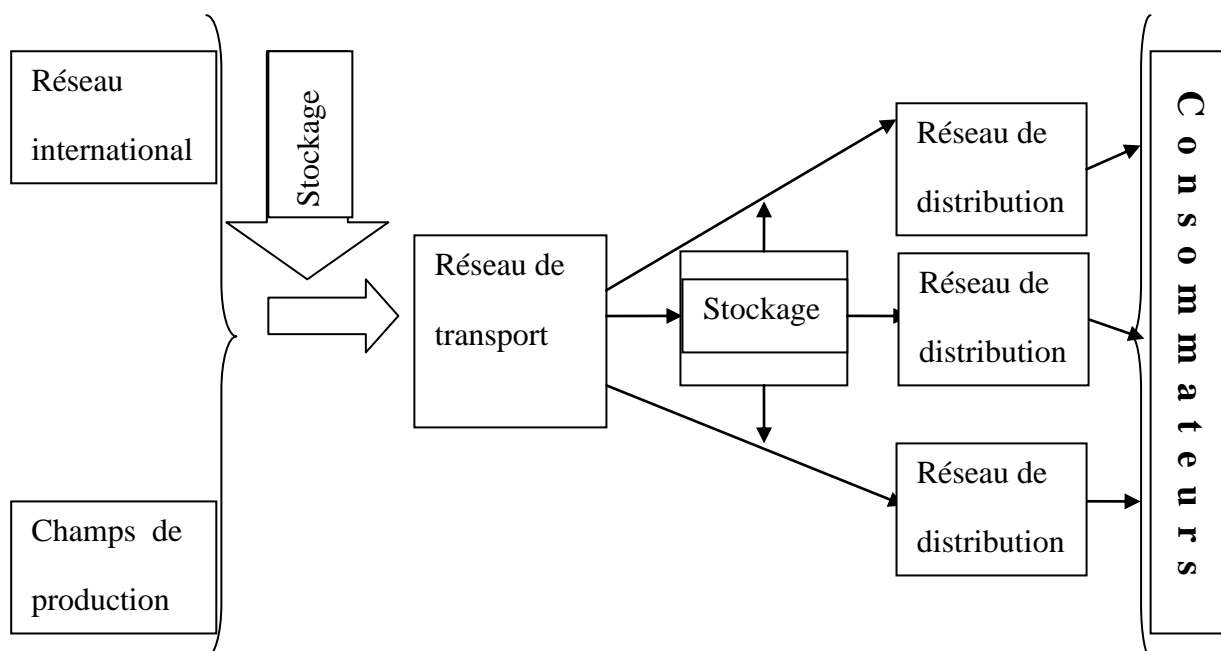 Réseau
international
Stockage
Champs de
production
Réseau de
transport
Stockage
Réseau de
distribution
Réseau de
distribution
Réseau de
distribution
Consommateurs